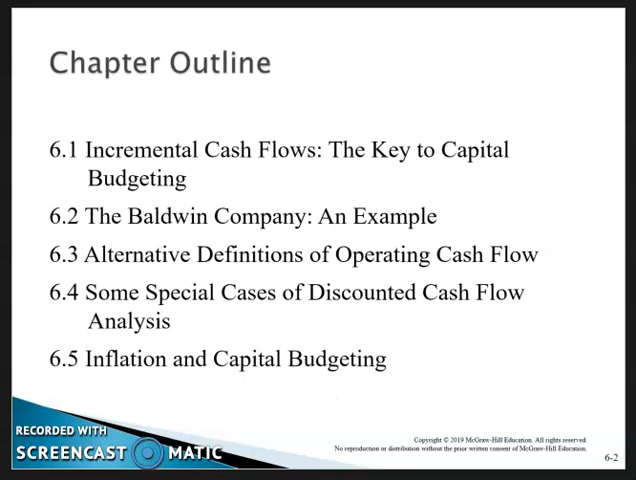 Chapter Outline
6.1 Incremental Cash Flows: The Key to Capital
Budgeting
6.2 The Baldwin Company: An Example
6.3 Alternative Definitions of Operating Cash Flow
6.4 Some Special Cases of Discounted Cash Flow
Analysis
6.5 Inflation and Capital Budgeting
RECORDED WITH
SCREENCAST MATIC
Copyright © 2019 McGraw-Hill Education. All rights reserved.
No reproduction or distribution without the prior written consent of McGraw-Hill Education.
6-2